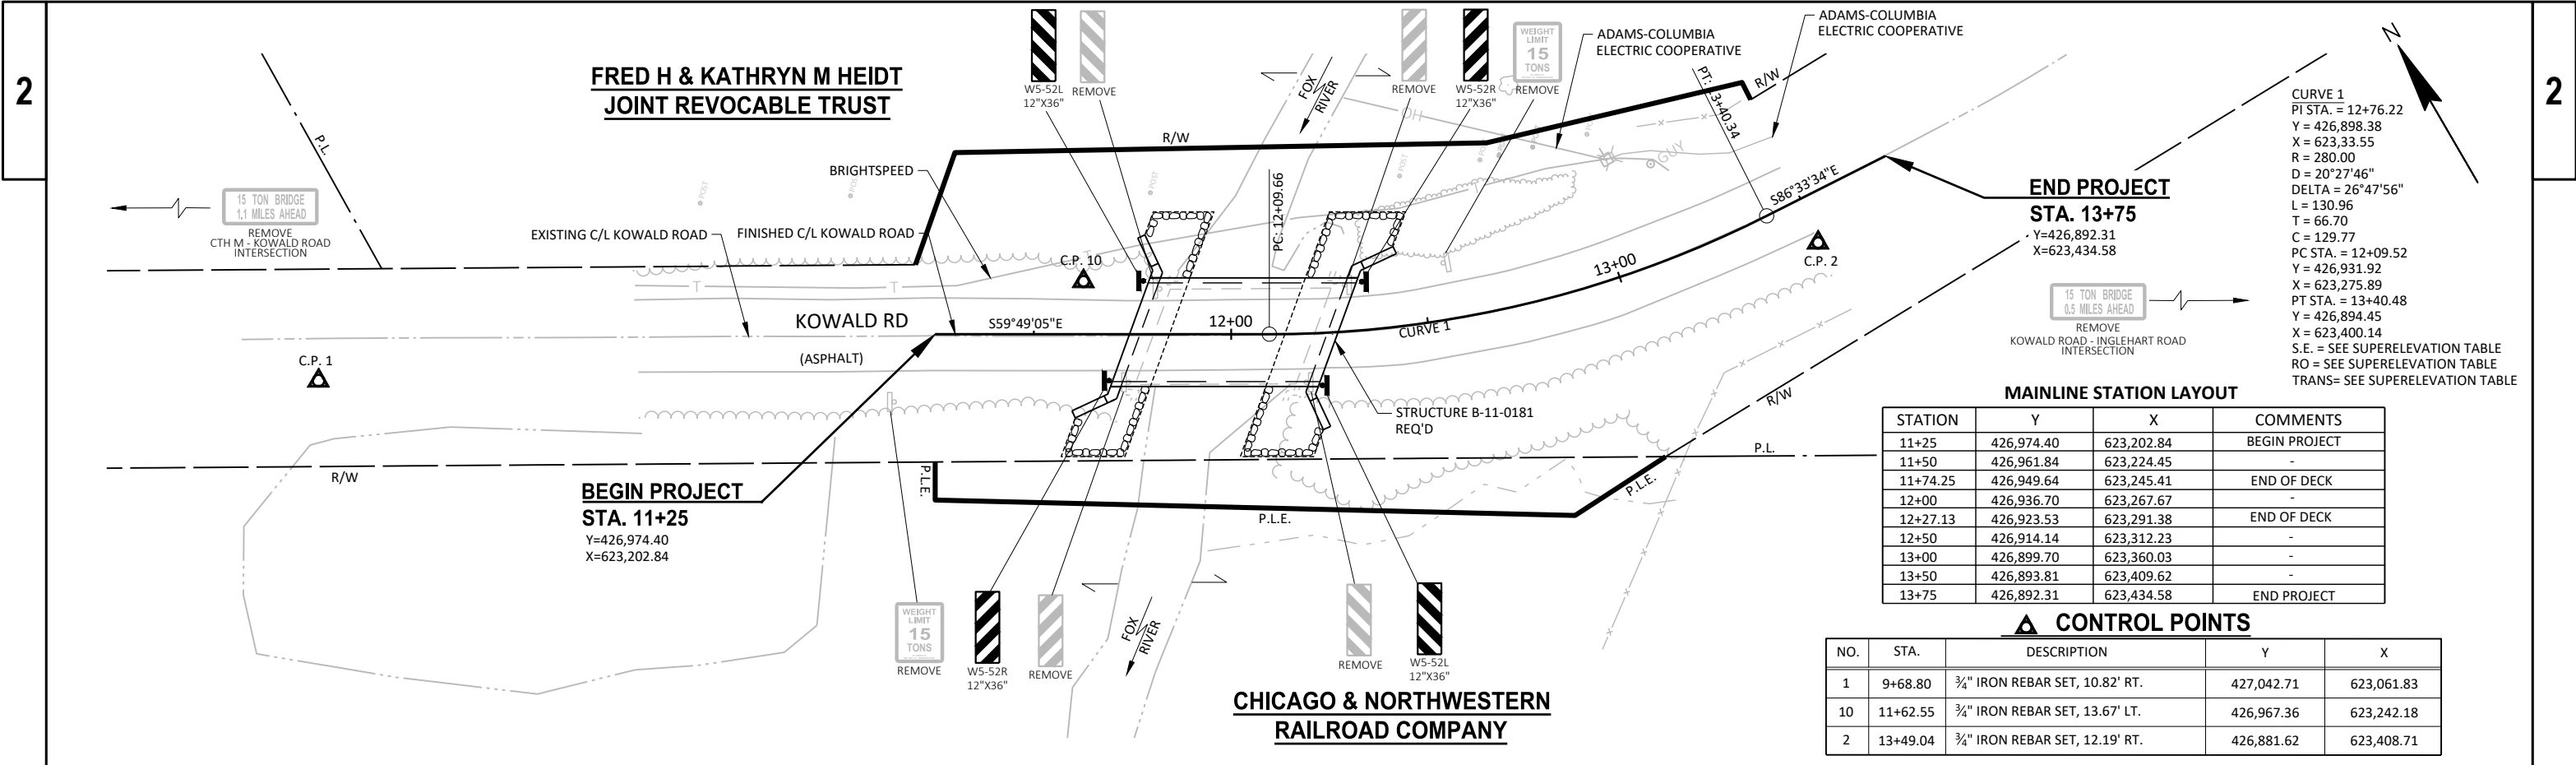 2
2
FRED H & KATHRYN M HEIDT
JOINT REVOCABLE TRUST
W5-52L
12"X36"
REMOVE
FOX
RIVER
REMOVE
W5-52R
12"X36"
WEIGHT
LIMIT
15
TONS
REMOVE
ADAMS-COLUMBIA
ELECTRIC COOPERATIVE
ADAMS-COLUMBIA
ELECTRIC COOPERATIVE
PT: 13+40.34
R/W
N
P.L.
R/W
OH
POST
POST
POST
POST
POST
POST
GUY
BRIGHTSPEED
15 TON BRIDGE
1.1 MILES AHEAD
REMOVE
CTH M - KOWALD ROAD
INTERSECTION
EXISTING C/L KOWALD ROAD
FINISHED C/L KOWALD ROAD
PC: 12+09.66
S86°33'34"E
END PROJECT
STA. 13+75
Y=426,892.31
X=623,434.58
C.P. 10
T
T
T
T
C.P. 2
13+00
KOWALD RD
S59°49'05"E
12+00
CURVE 1
(ASPHALT)
C.P. 1
15 TON BRIDGE
0.5 MILES AHEAD
REMOVE
KOWALD ROAD - INGLEHART ROAD
INTERSECTION
CURVE 1
PI STA. = 12+76.22
Y = 426,898.38
X = 623,33.55
R = 280.00
D = 20°27'46"
DELTA = 26°47'56"
L = 130.96
T = 66.70
C = 129.77
PC STA. = 12+09.52
Y = 426,931.92
X = 623,275.89
PT STA. = 13+40.48
Y = 426,894.45
X = 623,400.14
S.E. = SEE SUPERELEVATION TABLE
RO = SEE SUPERELEVATION TABLE
TRANS= SEE SUPERELEVATION TABLE
STRUCTURE B-11-0181
REQ'D
R/W
P.L.
R/W
P.L.E.
P.L.E.
P.L.E.
BEGIN PROJECT
STA. 11+25
Y=426,974.40
X=623,202.84
WEIGHT
LIMIT
15
TONS
REMOVE
W5-52R
12"X36"
REMOVE
FOX
RIVER
REMOVE
W5-52L
12"X36"
CHICAGO & NORTHWESTERN
RAILROAD COMPANY
MAINLINE STATION LAYOUT
STATION Y X COMMENTS
11+25 426,974.40 623,202.84 BEGIN PROJECT
11+50 426,961.84 623,224.45 -
11+74.25 426,949.64 623,245.41 END OF DECK
12+00 426,936.70 623,267.67 -
12+27.13 426,923.53 623,291.38 END OF DECK
12+50 426,914.14 623,312.23 -
13+00 426,899.70 623,360.03 -
13+50 426,893.81 623,409.62 -
13+75 426,892.31 623,434.58 END PROJECT
CONTROL POINTS
NO. STA. DESCRIPTION Y X
1 9+68.80 ¾" IRON REBAR SET, 10.82' RT. 427,042.71 623,061.83
10 11+62.55 ¾" IRON REBAR SET, 13.67' LT. 426,967.36 623,242.18
2 13+49.04 ¾" IRON REBAR SET, 12.19' RT. 426,881.62 623,408.71